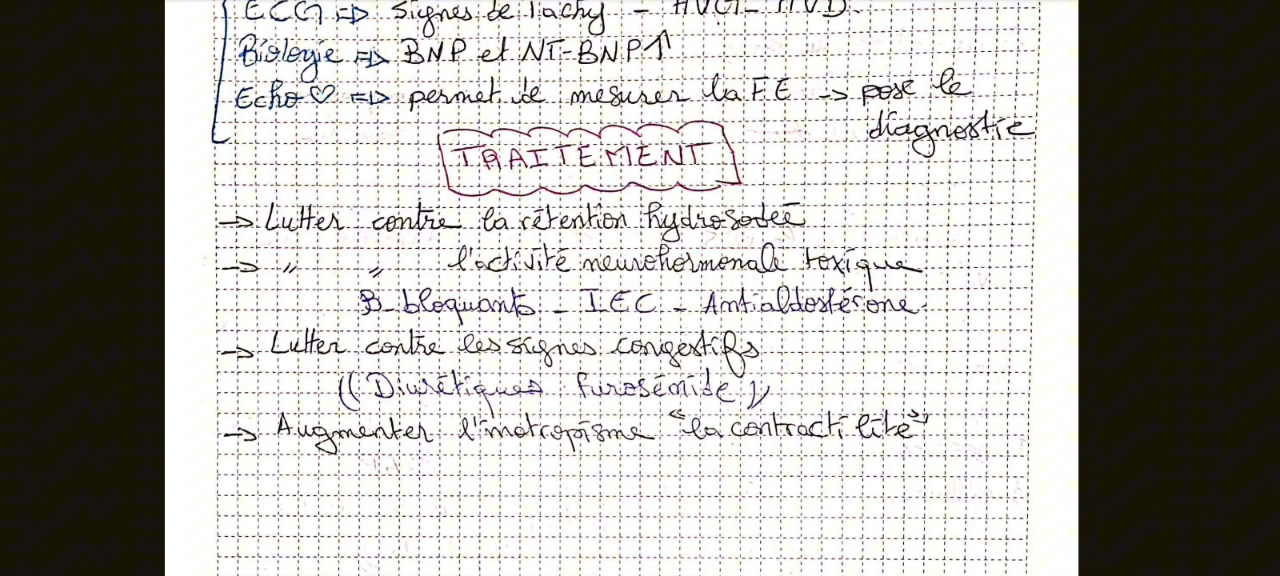 ECG => signes de tachy - HVG - HVD.
Biologie => BNP et NT-BNP↑
Echo♡ => permet de mesurer la FE -> pose le
diagnostic
TRAITEMENT
-> Lutter contre la rétention hydrosodée
-> " " l'activité neurohormonale toxique
B-bloquants - IEC - Antialdostérone.
-> Lutter contre les signes congestifs
((Diurétiques furosémide))
-> Augmenter l'inotropisme "la contractilité"